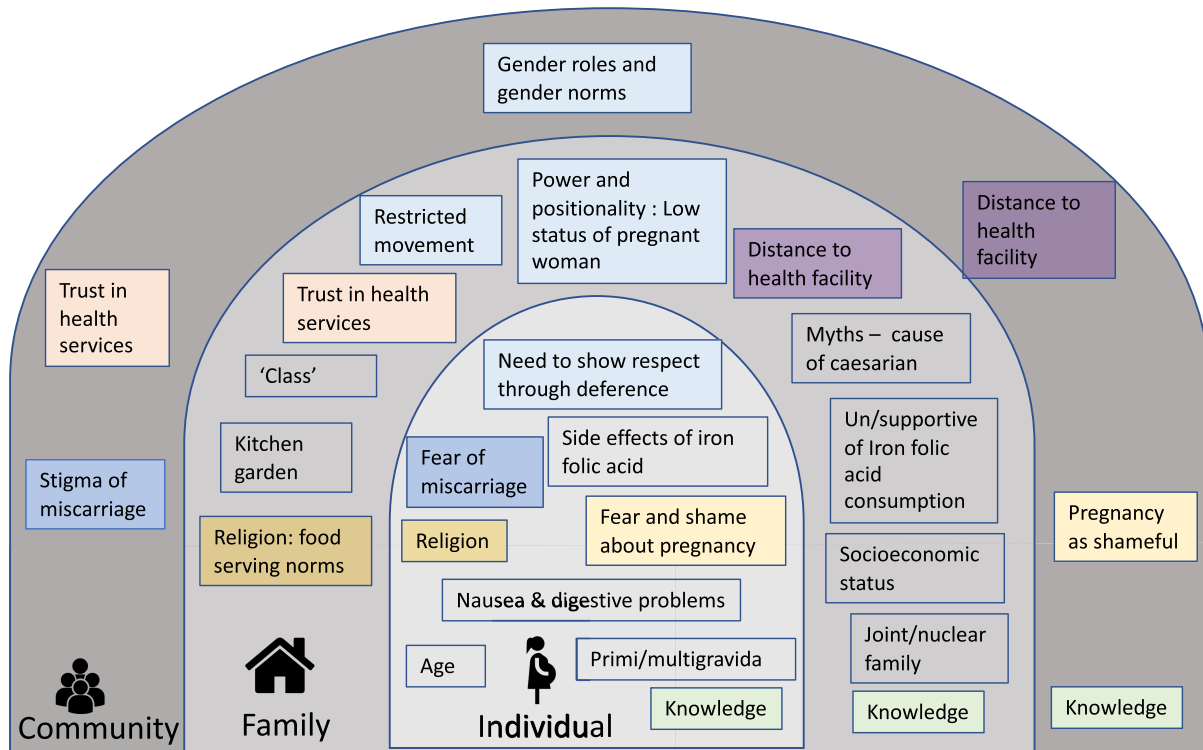 Gender roles and
gender norms
Power and
positionality : Low
status of pregnant
woman
Restricted
movement
Distance to
health
facility
Distance to
health facility
Trust in
health
services
Trust in health
services
Myths – cause
of caesarian
Need to show respect
through deference
‘Class’
Un/supportive
of Iron folic
acid
consumption
Kitchen
garden
Side effects of iron
folic acid
Fear of
miscarriage
Stigma of
miscarriage
Fear and shame
about pregnancy
Pregnancy
as shameful
Religion: food
serving norms
Religion
Socioeconomic
status
Nausea & digestive problems
Joint/nuclear
family
Age
Primi/multigravida
Knowledge
Knowledge
Knowledge
Community
Family
Individual